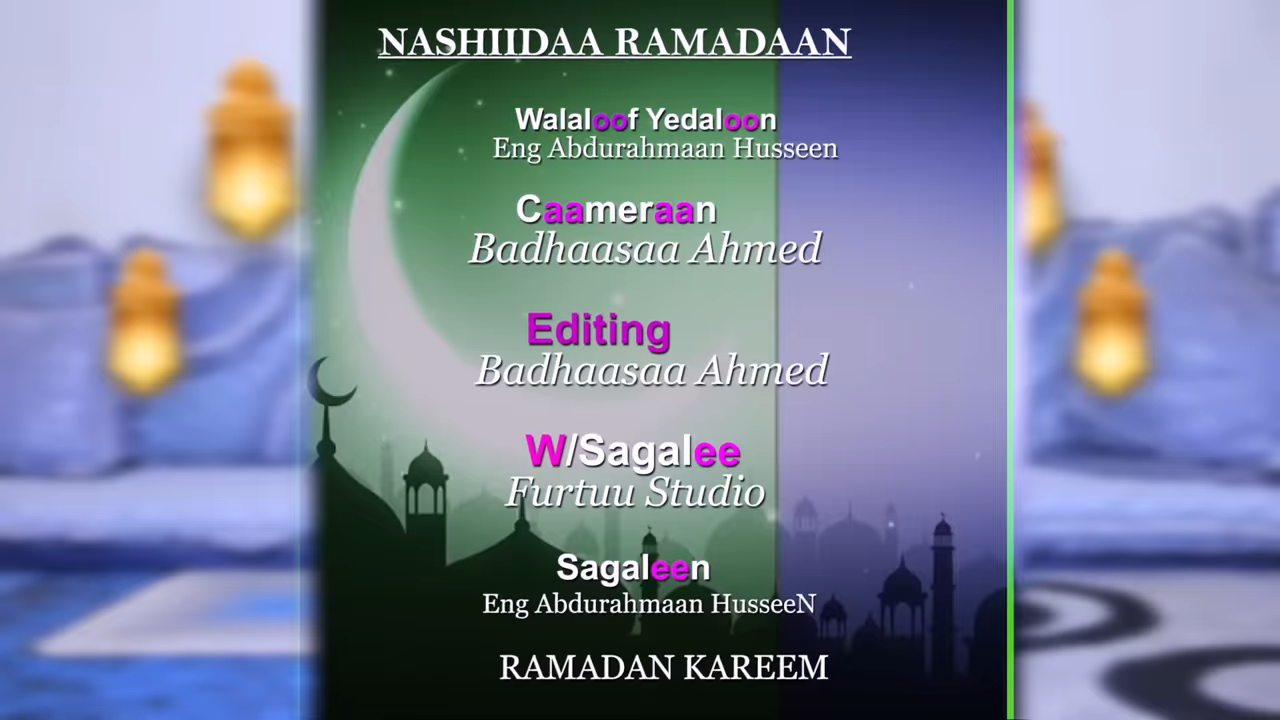 NASHIIDAA RAMADAAN
Walaloof Yedaloon
Eng Abdurahmaan Husseen
Caameraan
Badhaasaa Ahmed
Editing
Badhaasaa Ahmed
W/Sagalee
Furtuu Studio
Sagaleen
Eng Abdurahmaan HusseeN
RAMADAN KAREEM